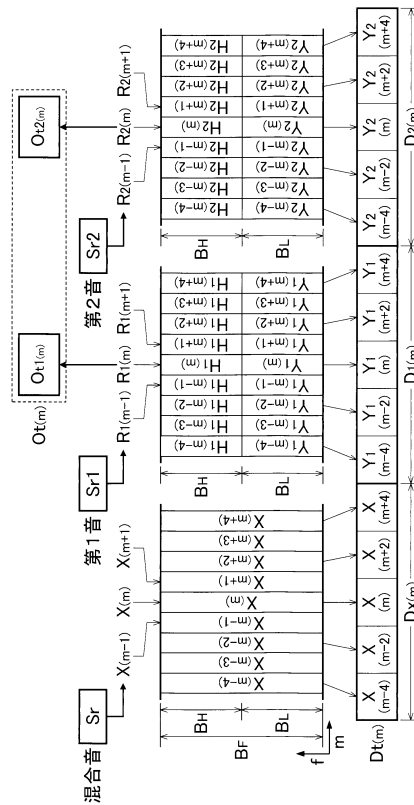 Ot(m)
Ot1(m) Ot2(m)
混合音 Sr 第1音 Sr1 第2音 Sr2
X(m−1) X(m) X(m+1) R1(m−1) R1(m) R1(m+1) R2(m−1) R2(m) R2(m+1)
BF BH BL
X(m−4) X(m−3) X(m−2) X(m−1) X(m) X(m+1) X(m+2) X(m+3) X(m+4)
BH
H1(m−4) H1(m−3) H1(m−2) H1(m−1) H1(m) H1(m+1) H1(m+2) H1(m+3) H1(m+4)
BL
Y1(m−4) Y1(m−3) Y1(m−2) Y1(m−1) Y1(m) Y1(m+1) Y1(m+2) Y1(m+3) Y1(m+4)
BH
H2(m−4) H2(m−3) H2(m−2) H2(m−1) H2(m) H2(m+1) H2(m+2) H2(m+3) H2(m+4)
BL
Y2(m−4) Y2(m−3) Y2(m−2) Y2(m−1) Y2(m) Y2(m+1) Y2(m+2) Y2(m+3) Y2(m+4)
f
m
Dt(m)
X (m−4) X (m−2) X (m) X (m+2) X (m+4) Y1 (m−4) Y1 (m−2) Y1 (m) Y1 (m+2) Y1 (m+4) Y2 (m−4) Y2 (m−2) Y2 (m) Y2 (m+2) Y2 (m+4)
Dx(m) D1(m) D2(m)